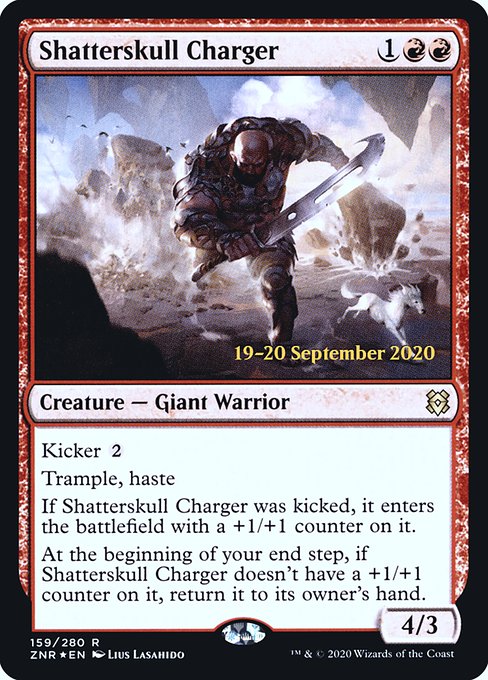 Shatterskull Charger 1
19–20 September 2020
Creature — Giant Warrior
Kicker 2
Trample, haste
If Shatterskull Charger was kicked, it enters
the battlefield with a +1/+1 counter on it.
At the beginning of your end step, if
Shatterskull Charger doesn't have a +1/+1
counter on it, return it to its owner's hand.
4/3
159/280 R
ZNR ★ EN Lius Lasahido
™ & © 2020 Wizards of the Coast